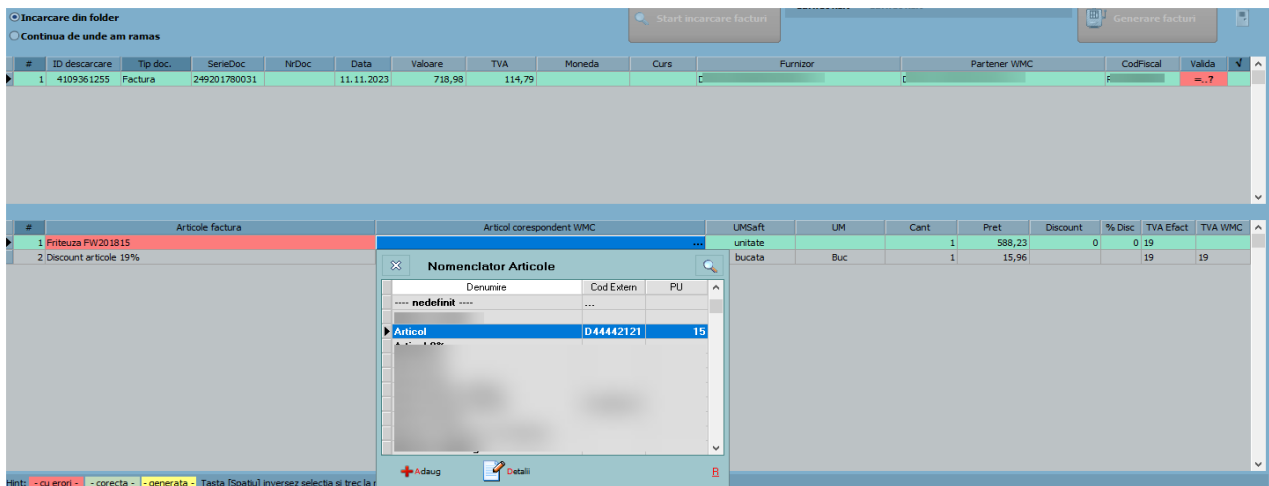 Incarcare din folder
Continua de unde am ramas
Start incarcare facturi
Generare facturi
# ID descarcare Tip doc. SerieDoc NrDoc Data Valoare TVA Moneda Curs Furnizor Partener WMC CodFiscal Valida √
1 4109361255 Factura 249201780031 11.11.2023 718,98 114,79 =..?
# Articole factura Articol corespondent WMC UMSaft UM Cant Pret Discount % Disc TVA Efact TVA WMC
1 Friteuza FW201815 ... unitate 1 588,23 0 0 19
2 Discount articole 19% bucata Buc 1 15,96 19 19
Nomenclator Articole
Denumire Cod Extern PU
---- nedefinit ---- ...
Articol D44442121 15
Adaug Detalii R
Hint: - cu erori - - corecta - - generata - Tasta [Spatiu] inversez selectia si trec la